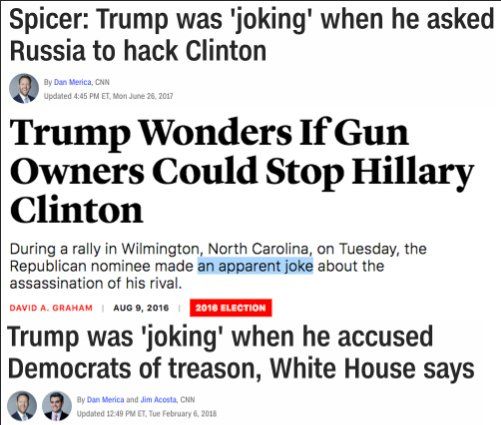 Spicer: Trump was 'joking' when he asked
Russia to hack Clinton
By Dan Merica, CNN
Updated 4:45 PM ET, Mon June 26, 2017
Trump Wonders If Gun
Owners Could Stop Hillary
Clinton
During a rally in Wilmington, North Carolina, on Tuesday, the
Republican nominee made an apparent joke about the
assassination of his rival.
DAVID A. GRAHAM | AUG 9, 2016 | 2016 ELECTION
Trump was 'joking' when he accused
Democrats of treason, White House says
By Dan Merica and Jim Acosta, CNN
Updated 12:49 PM ET, Tue February 6, 2018